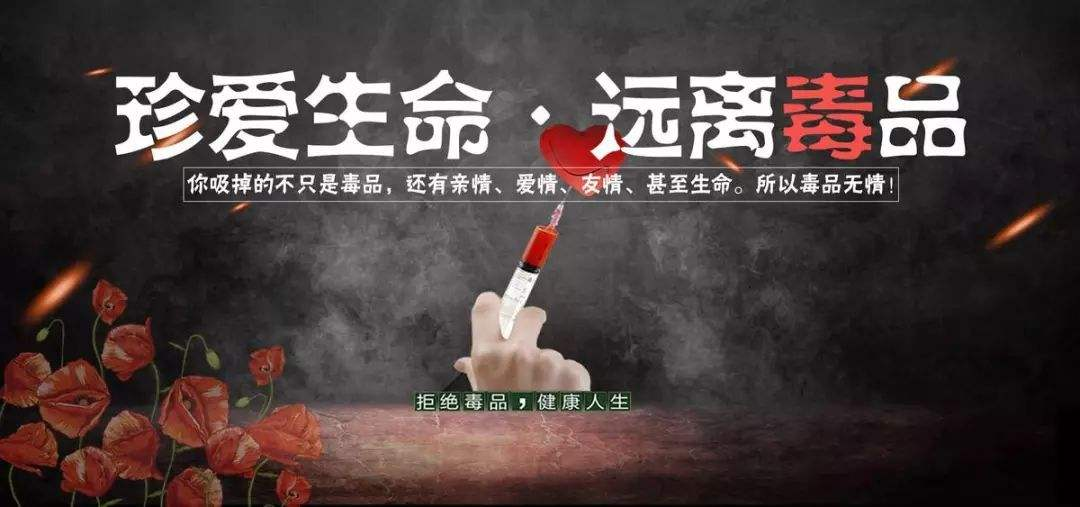 珍爱生命·远离毒品
你吸掉的不只是毒品，还有亲情、爱情、友情、甚至生命。所以毒品无情！
拒绝毒品，健康人生